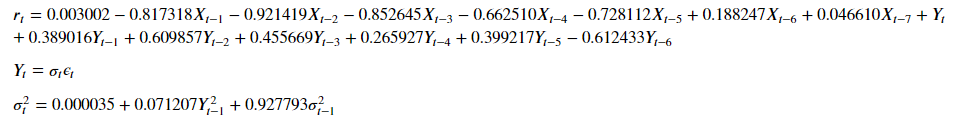 r_t = 0.003002 − 0.817318X_{t−1} − 0.921419X_{t−2} − 0.852645X_{t−3} − 0.662510X_{t−4} − 0.728112X_{t−5} + 0.188247X_{t−6} + 0.046610X_{t−7} + Y_t
+ 0.389016Y_{t−1} + 0.609857Y_{t−2} + 0.455669Y_{t−3} + 0.265927Y_{t−4} + 0.399217Y_{t−5} − 0.612433Y_{t−6}
Y_t = σ_tϵ_t
σ_t^2 = 0.000035 + 0.071207Y_{t−1}^2 + 0.927793σ_{t−1}^2